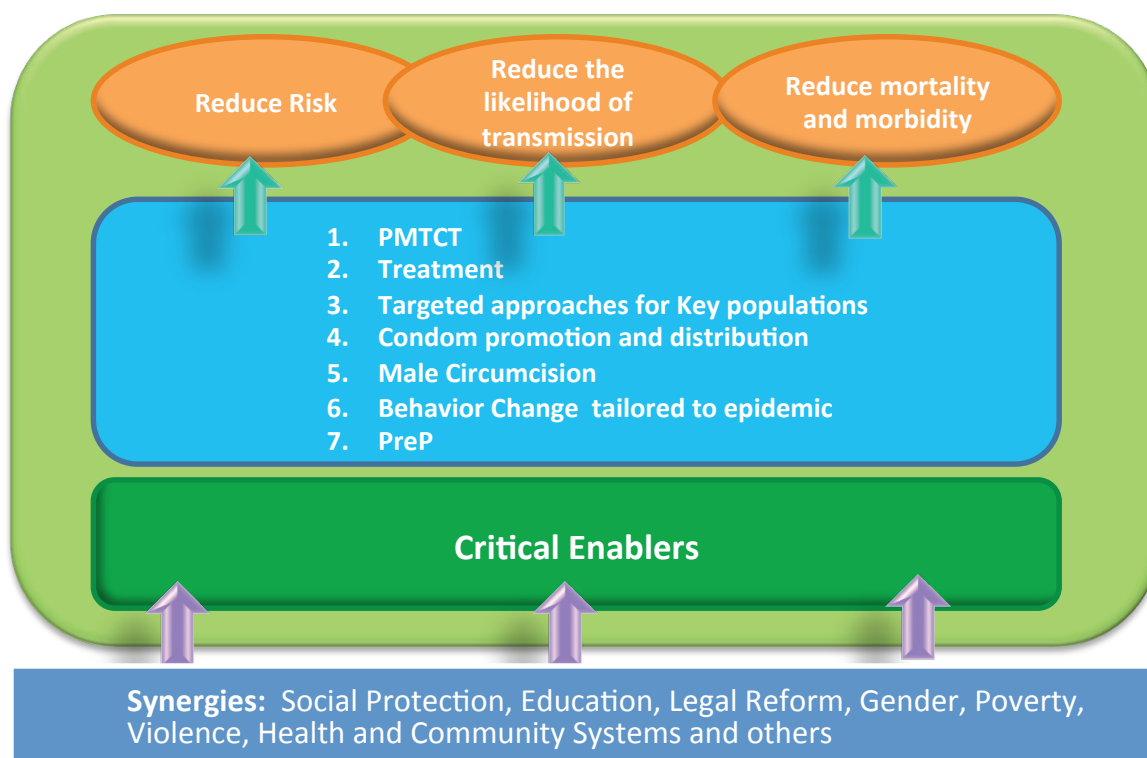 Reduce Risk
Reduce the
likelihood of
transmission
Reduce mortality
and morbidity
1. PMTCT
2. Treatment
3. Targeted approaches for Key populations
4. Condom promotion and distribution
5. Male Circumcision
6. Behavior Change tailored to epidemic
7. PreP
Critical Enablers
Synergies: Social Protection, Education, Legal Reform, Gender, Poverty,
Violence, Health and Community Systems and others